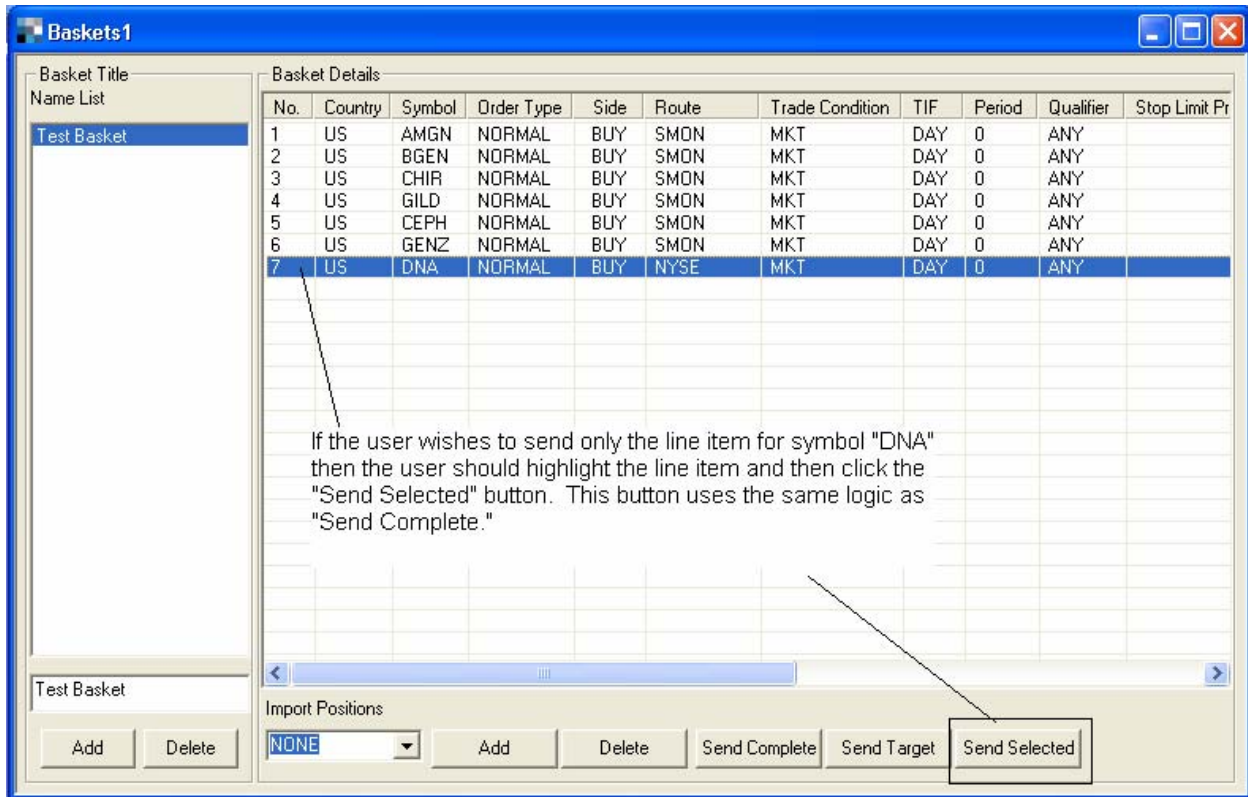 Baskets1
Basket Title
Name List
Test Basket
Test Basket
Add Delete
Basket Details
No. Country Symbol Order Type Side Route Trade Condition TIF Period Qualifier Stop Limit Pr
1 US AMGN NORMAL BUY SMON MKT DAY 0 ANY
2 US BGEN NORMAL BUY SMON MKT DAY 0 ANY
3 US CHIR NORMAL BUY SMON MKT DAY 0 ANY
4 US GILD NORMAL BUY SMON MKT DAY 0 ANY
5 US CEPH NORMAL BUY SMON MKT DAY 0 ANY
6 US GENZ NORMAL BUY SMON MKT DAY 0 ANY
7 US DNA NORMAL BUY NYSE MKT DAY 0 ANY
If the user wishes to send only the line item for symbol "DNA"
then the user should highlight the line item and then click the
"Send Selected" button. This button uses the same logic as
"Send Complete."
Import Positions
NONE Add Delete Send Complete Send Target Send Selected